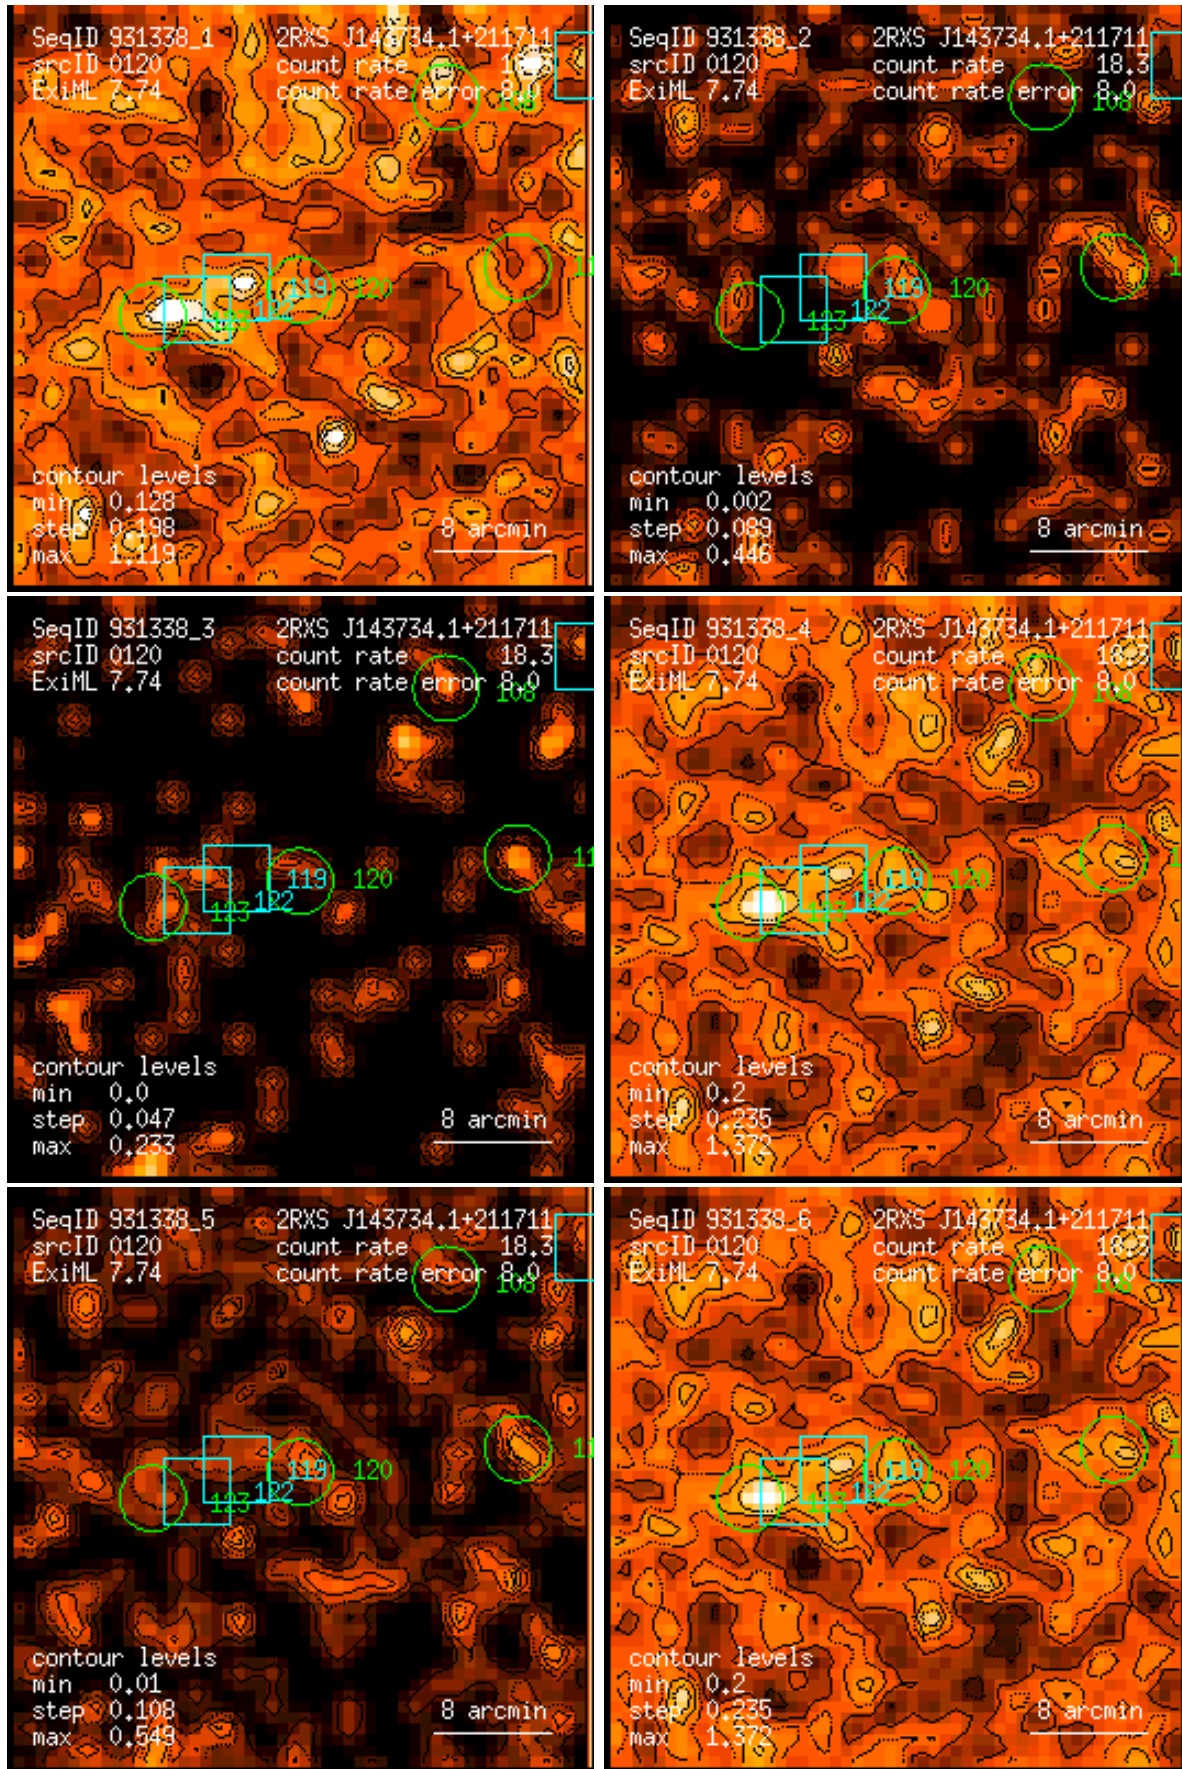 SeqID 931338_1 2RXS J143734.1+211711
srcID 0120 count rate
ExiML 7.74 count rate error 8.0
108
119 120
122
123
contour levels
min 0.128
step 0.198
max 1.119
8 arcmin
SeqID 931338_2 2RXS J143734.1+211711
srcID 0120 count rate 18.3
ExiML 7.74 count rate error 8.0
108
119 120
122
123
contour levels
min 0.002
step 0.089
max 0.446
8 arcmin
SeqID 931338_3 2RXS J143734.1+211711
srcID 0120 count rate 18.3
ExiML 7.74 count rate error 8.0
108
119 120
122
123
contour levels
min 0.0
step 0.047
max 0.233
8 arcmin
SeqID 931338_4 2RXS J143734.1+211711
srcID 0120 count rate 18.3
ExiML 7.74 count rate error 8.0
108
119 120
122
123
contour levels
min 0.2
step 0.235
max 1.372
8 arcmin
SeqID 931338_5 2RXS J143734.1+211711
srcID 0120 count rate 18.3
ExiML 7.74 count rate error 8.0
108
119 120
122
123
contour levels
min 0.01
step 0.108
max 0.549
8 arcmin
SeqID 931338_6 2RXS J143734.1+211711
srcID 0120 count rate 18.3
ExiML 7.74 count rate error 8.0
108
119 120
122
123
contour levels
min 0.2
step 0.235
max 1.372
8 arcmin